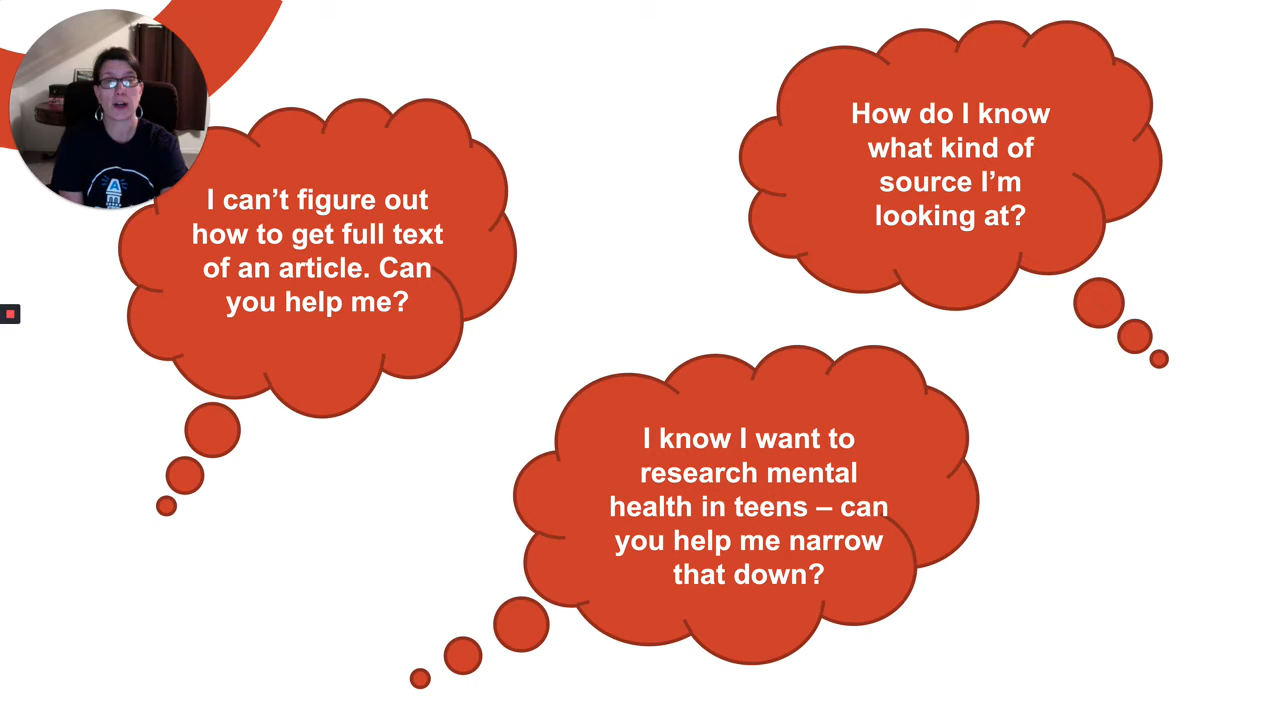 I can’t figure out
how to get full text
of an article. Can
you help me?
How do I know
what kind of
source I’m
looking at?
I know I want to
research mental
health in teens – can
you help me narrow
that down?